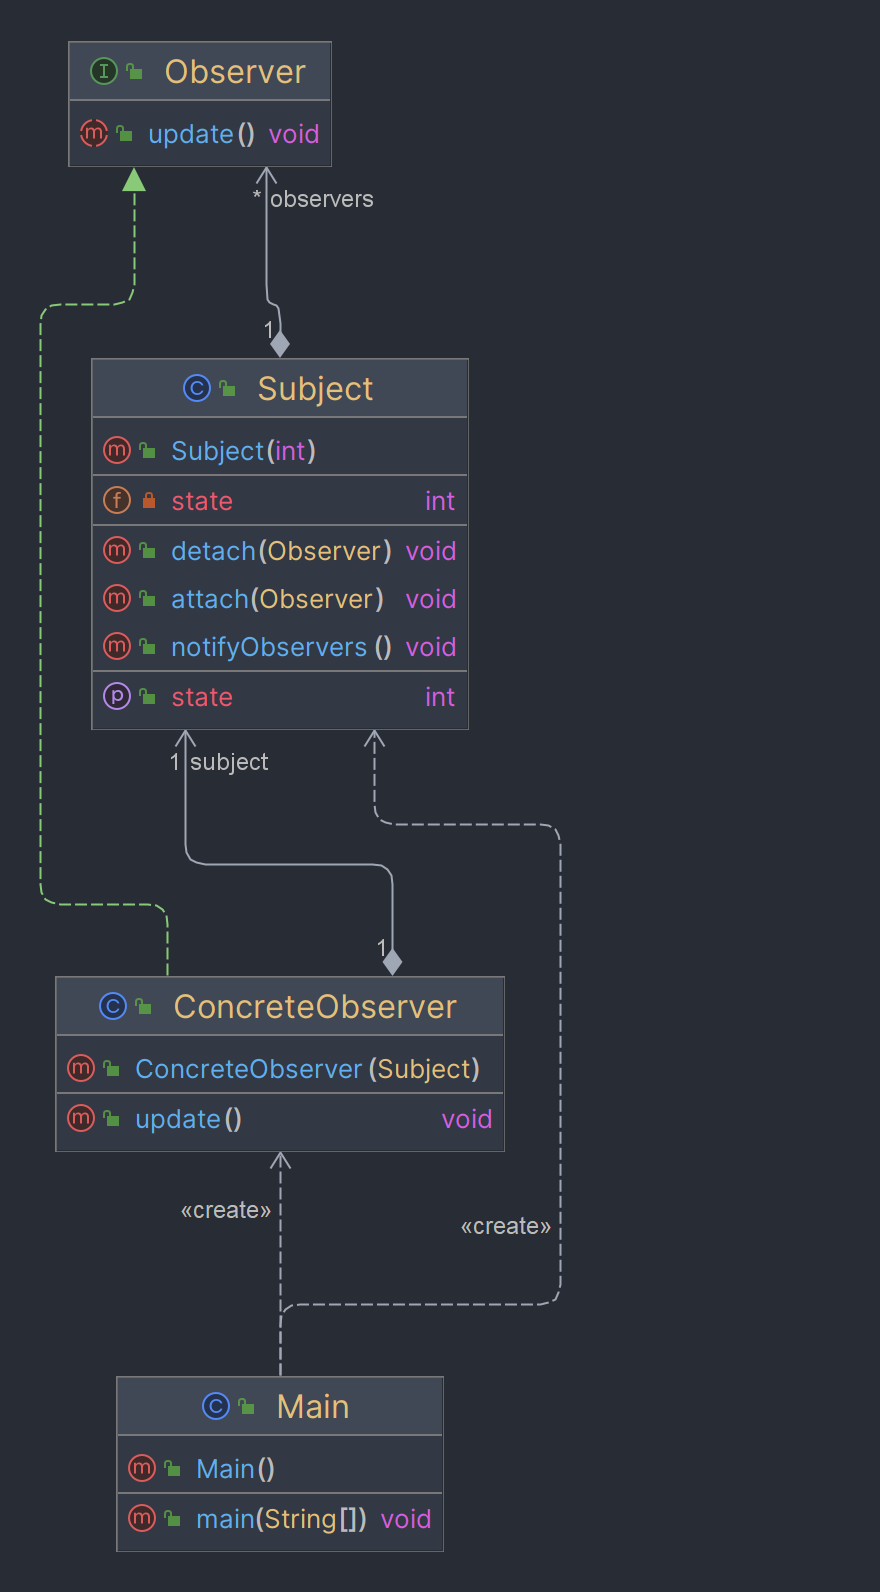 Observer
update() void
* observers
1
Subject
Subject(int)
state int
detach(Observer) void
attach(Observer) void
notifyObservers() void
state int
1 subject
1
ConcreteObserver
ConcreteObserver(Subject)
update() void
«create»
«create»
Main
Main()
main(String[]) void